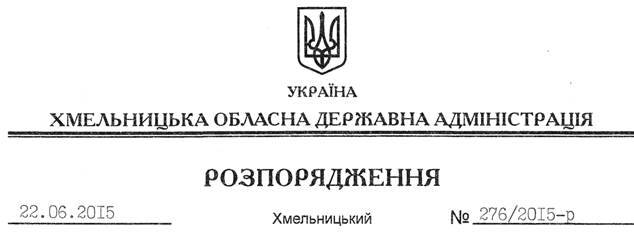 УКРАЇНА
ХМЕЛЬНИЦЬКА ОБЛАСНА ДЕРЖАВНА АДМІНІСТРАЦІЯ
РОЗПОРЯДЖЕННЯ
22.06.2015 Хмельницький № 276/2015-р